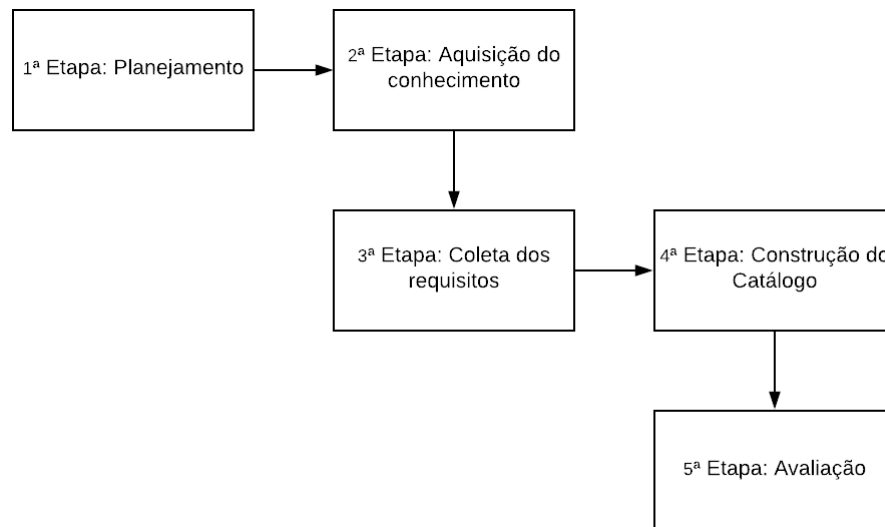 1ª Etapa: Planejamento
2ª Etapa: Aquisição do
conhecimento
3ª Etapa: Coleta dos
requisitos
4ª Etapa: Construção do
Catálogo
5ª Etapa: Avaliação